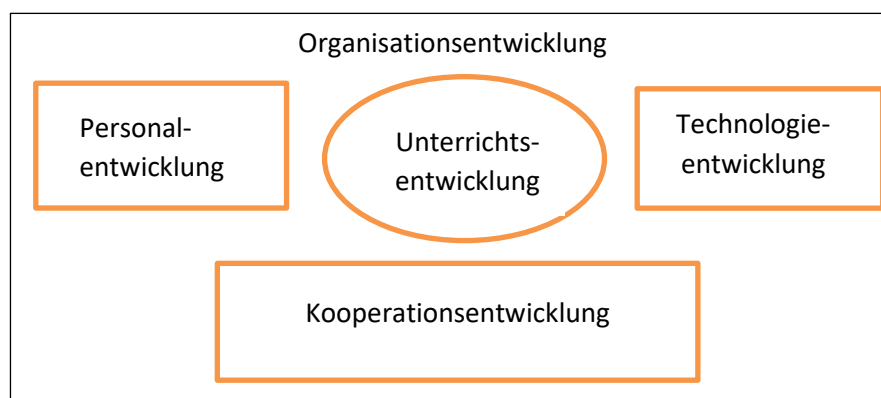 Organisationsentwicklung
Personal-
entwicklung
Unterrichts-
entwicklung
Technologie-
entwicklung
Kooperationsentwicklung